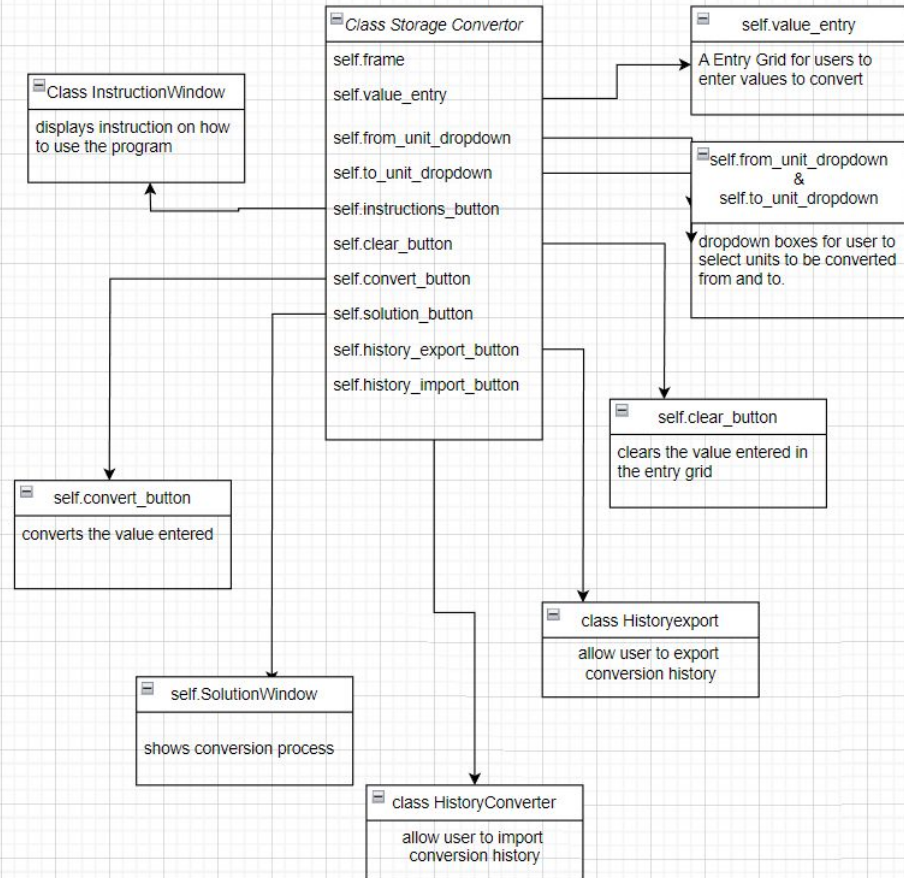 Class Storage Convertor
self.frame
self.value_entry
self.from_unit_dropdown
self.to_unit_dropdown
self.instructions_button
self.clear_button
self.convert_button
self.solution_button
self.history_export_button
self.history_import_button
self.value_entry
A Entry Grid for users to
enter values to convert
Class InstructionWindow
displays instruction on how
to use the program
self.from_unit_dropdown
&
self.to_unit_dropdown
dropdown boxes for user to
select units to be converted
from and to.
self.clear_button
clears the value entered in
the entry grid
self.convert_button
converts the value entered
class Historyexport
allow user to export
conversion history
self.SolutionWindow
shows conversion process
class HistoryConverter
allow user to import
conversion history